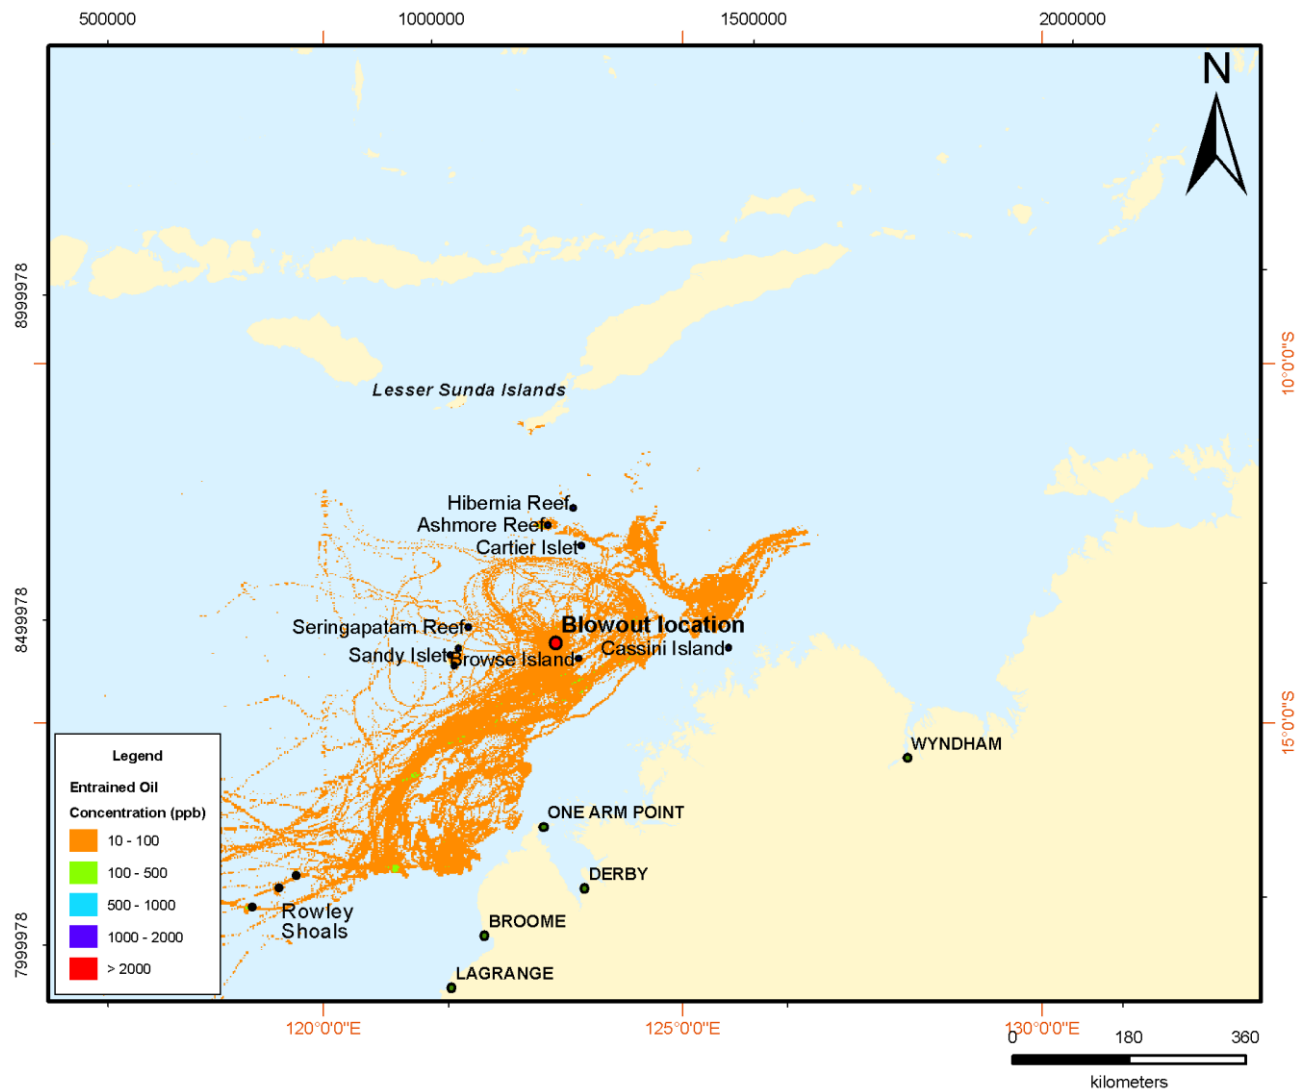 500000
1000000
1500000
2000000
N
8999978
10°0'0"S
Lesser Sunda Islands
Hibernia Reef
Ashmore Reef
Cartier Islet
8499978
Seringapatam Reef
Blowout location
Sandy Islet
Browse Island
Cassini Island
15°0'0"S
WYNDHAM
Legend
Entrained Oil
Concentration (ppb)
10 - 100
100 - 500
500 - 1000
1000 - 2000
> 2000
ONE ARM POINT
DERBY
Rowley
Shoals
BROOME
7999978
LAGRANGE
120°0'0"E
125°0'0"E
130°0'0"E
0
180
360
kilometers